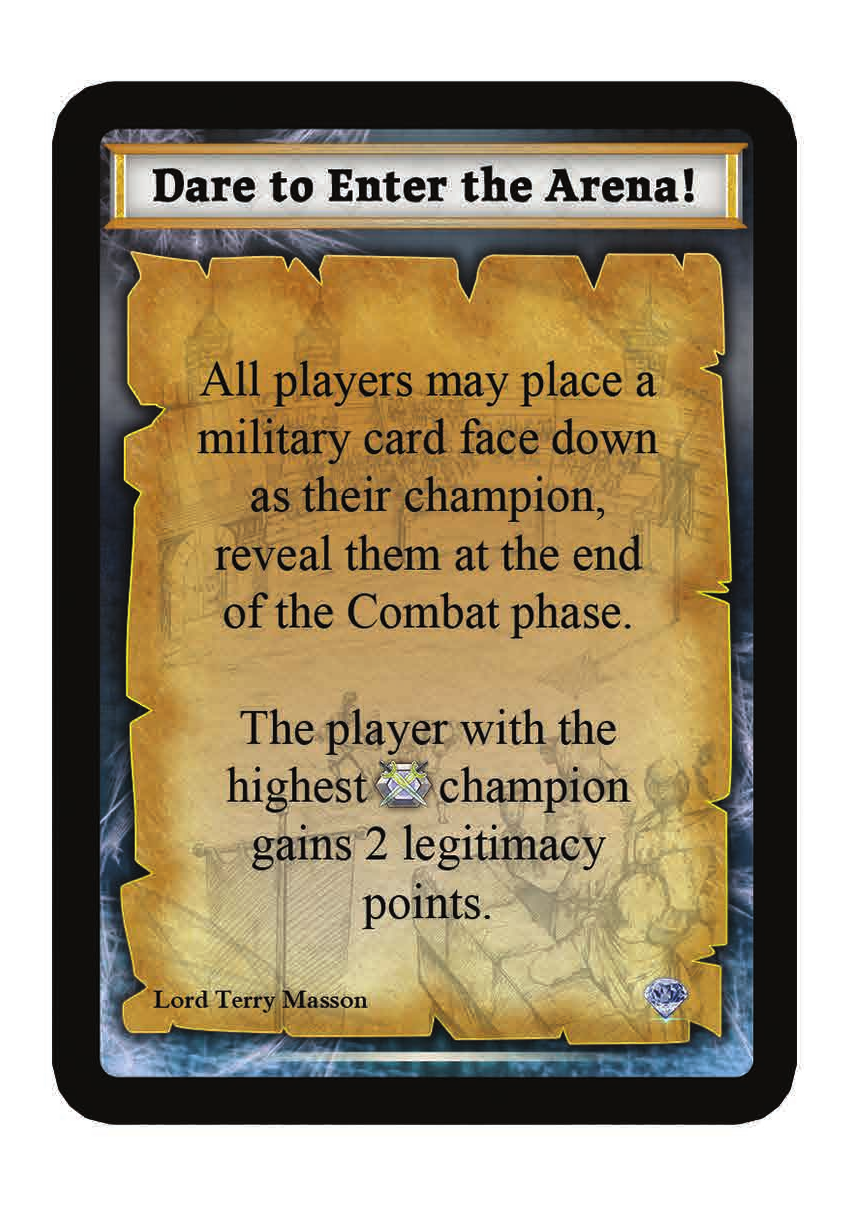 Dare to Enter the Arena!
All players may place a
military card face down
as their champion,
reveal them at the end
of the Combat phase.
The player with the
highest champion
gains 2 legitimacy
points.
Lord Terry Masson